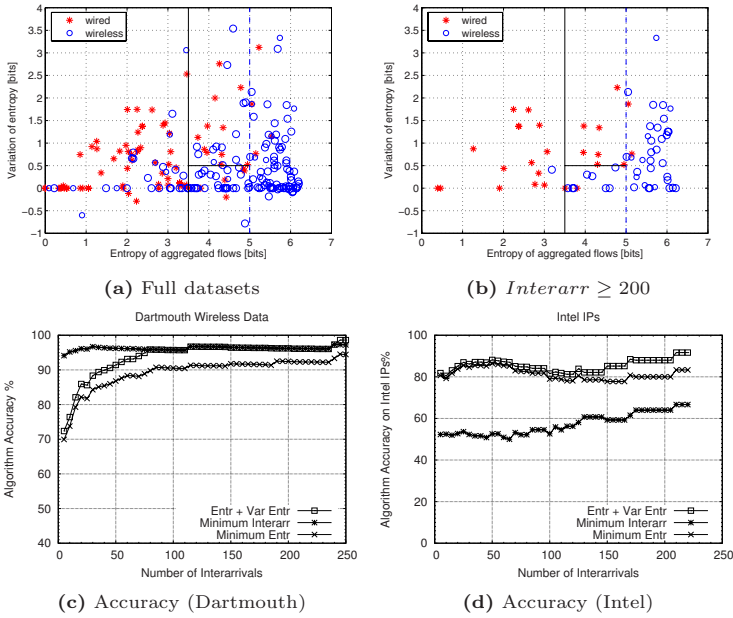 wired
wireless
4
3.5
3
2.5
2
1.5
1
0.5
0
−0.5
−1
Variation of entropy [bits]
0 1 2 3 4 5 6 7
Entropy of aggregated flows [bits]
(a) Full datasets
wired
wireless
4
3.5
3
2.5
2
1.5
1
0.5
0
−0.5
−1
Variation of entropy [bits]
0 1 2 3 4 5 6 7
Entropy of aggregated flows [bits]
(b) Interarr ≥ 200
Dartmouth Wireless Data
100
90
80
70
60
50
40
Algorithm Accuracy %
Entr + Var Entr
Minimum Interarr
Minimum Entr
0 50 100 150 200 250
Number of Interarrivals
(c) Accuracy (Dartmouth)
Intel IPs
100
80
60
40
20
0
Algorithm Accuracy on Intel IPs%
Entr + Var Entr
Minimum Interarr
Minimum Entr
0 50 100 150 200 250
Number of Interarrivals
(d) Accuracy (Intel)